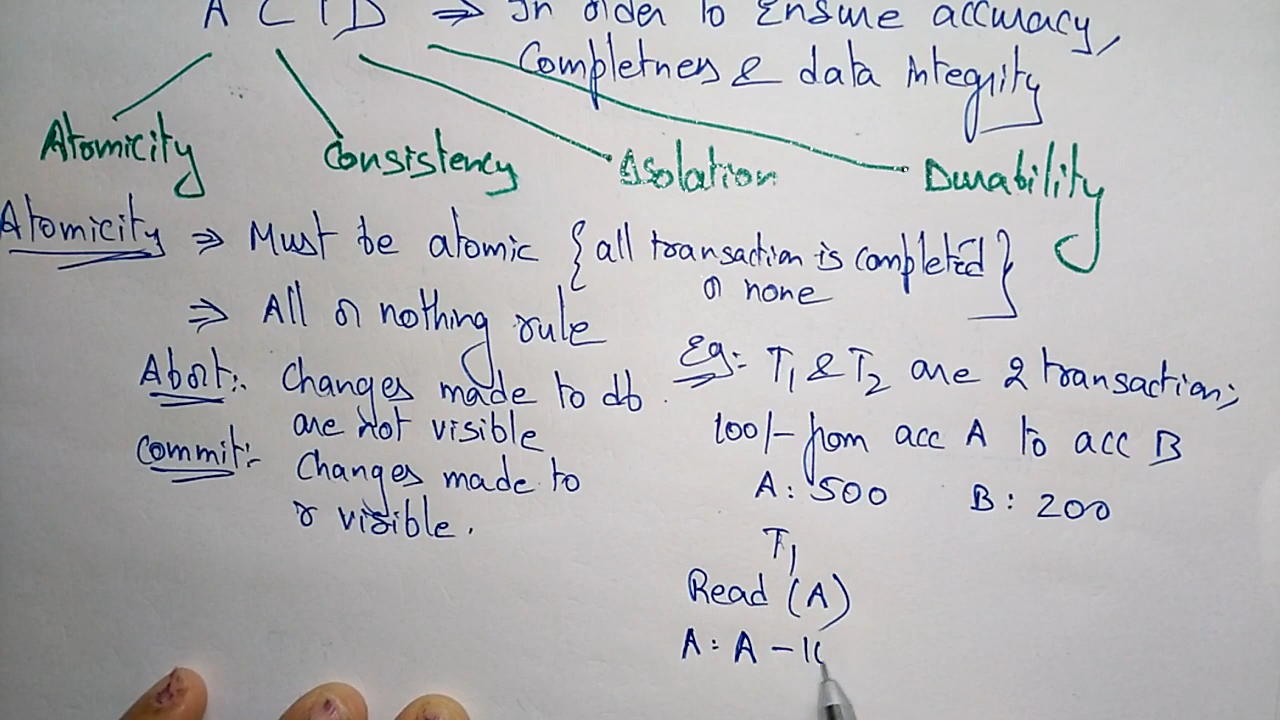 A C I D ⇒ In order to Ensure accuracy,
Completness & data integrity
Atomicity Consistency Isolation Durability
Atomicity ⇒ Must be atomic { all transaction is completed
or none }
⇒ All or nothing rule
Abort:- Changes made to db
are not visible
Commit:- Changes made to
visible.
Eg:- T1 & T2 are 2 transaction;
100/- from acc A to acc B
A: 500 B: 200
T1
Read (A)
A: A - 10